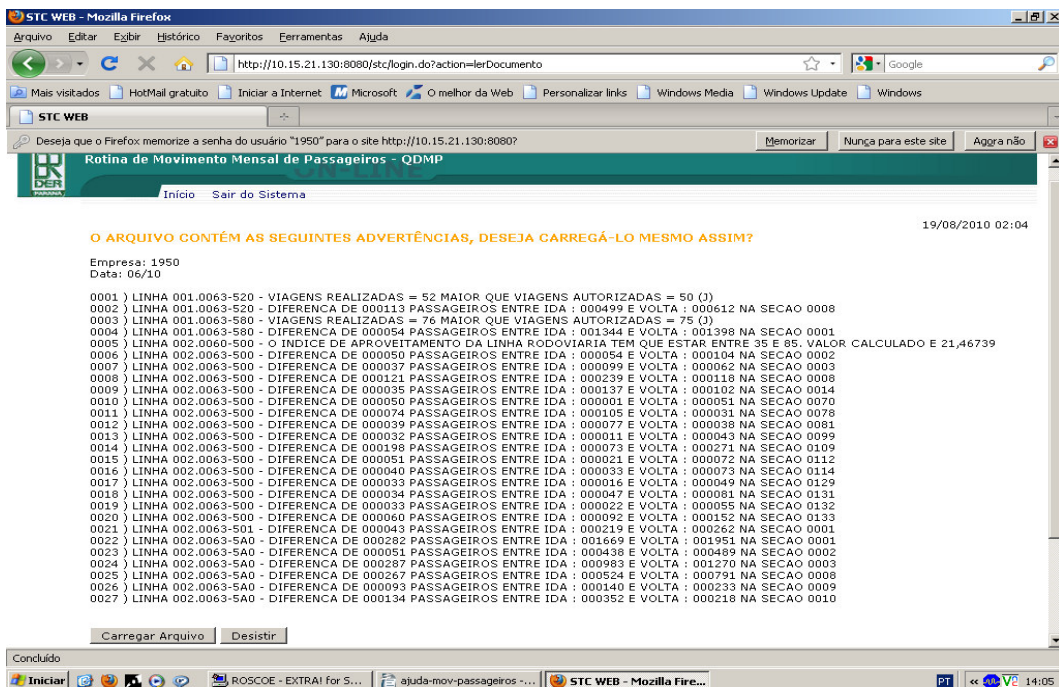 STC WEB - Mozilla Firefox
Arquivo Editar Exibir Histórico Favoritos Ferramentas Ajuda
http://10.15.21.130:8080/stc/login.do?action=lerDocumento
Google
Mais visitados HotMail gratuito Iniciar a Internet Microsoft O melhor da Web Personalizar links Windows Media Windows Update Windows
STC WEB
Deseja que o Firefox memorize a senha do usuário "1950" para o site http://10.15.21.130:8080? Memorizar Nunca para este site Agora não
DER
PARANÁ
Rotina de Movimento Mensal de Passageiros - QDMP
ON-LINE
Início Sair do Sistema
19/08/2010 02:04
O ARQUIVO CONTÉM AS SEGUINTES ADVERTÊNCIAS, DESEJA CARREGÁ-LO MESMO ASSIM?
Empresa: 1950
Data: 06/10
0001 ) LINHA 001.0063-520 - VIAGENS REALIZADAS = 52 MAIOR QUE VIAGENS AUTORIZADAS = 50 (J)
0002 ) LINHA 001.0063-520 - DIFERENCA DE 000113 PASSAGEIROS ENTRE IDA : 000499 E VOLTA : 000612 NA SECAO 0008
0003 ) LINHA 001.0063-580 - VIAGENS REALIZADAS = 76 MAIOR QUE VIAGENS AUTORIZADAS = 75 (J)
0004 ) LINHA 001.0063-580 - DIFERENCA DE 000054 PASSAGEIROS ENTRE IDA : 001344 E VOLTA : 001398 NA SECAO 0001
0005 ) LINHA 002.0060-500 - O INDICE DE APROVEITAMENTO DA LINHA RODOVIARIA TEM QUE ESTAR ENTRE 35 E 85. VALOR CALCULADO E 21,46739
0006 ) LINHA 002.0063-500 - DIFERENCA DE 000050 PASSAGEIROS ENTRE IDA : 000054 E VOLTA : 000104 NA SECAO 0002
0007 ) LINHA 002.0063-500 - DIFERENCA DE 000037 PASSAGEIROS ENTRE IDA : 000099 E VOLTA : 000062 NA SECAO 0003
0008 ) LINHA 002.0063-500 - DIFERENCA DE 000121 PASSAGEIROS ENTRE IDA : 000239 E VOLTA : 000118 NA SECAO 0008
0009 ) LINHA 002.0063-500 - DIFERENCA DE 000035 PASSAGEIROS ENTRE IDA : 000137 E VOLTA : 000102 NA SECAO 0014
0010 ) LINHA 002.0063-500 - DIFERENCA DE 000050 PASSAGEIROS ENTRE IDA : 000001 E VOLTA : 000051 NA SECAO 0070
0011 ) LINHA 002.0063-500 - DIFERENCA DE 000074 PASSAGEIROS ENTRE IDA : 000105 E VOLTA : 000031 NA SECAO 0078
0012 ) LINHA 002.0063-500 - DIFERENCA DE 000039 PASSAGEIROS ENTRE IDA : 000077 E VOLTA : 000038 NA SECAO 0081
0013 ) LINHA 002.0063-500 - DIFERENCA DE 000032 PASSAGEIROS ENTRE IDA : 000011 E VOLTA : 000043 NA SECAO 0099
0014 ) LINHA 002.0063-500 - DIFERENCA DE 000198 PASSAGEIROS ENTRE IDA : 000073 E VOLTA : 000271 NA SECAO 0109
0015 ) LINHA 002.0063-500 - DIFERENCA DE 000051 PASSAGEIROS ENTRE IDA : 000021 E VOLTA : 000072 NA SECAO 0112
0016 ) LINHA 002.0063-500 - DIFERENCA DE 000040 PASSAGEIROS ENTRE IDA : 000033 E VOLTA : 000073 NA SECAO 0114
0017 ) LINHA 002.0063-500 - DIFERENCA DE 000033 PASSAGEIROS ENTRE IDA : 000016 E VOLTA : 000049 NA SECAO 0129
0018 ) LINHA 002.0063-500 - DIFERENCA DE 000034 PASSAGEIROS ENTRE IDA : 000047 E VOLTA : 000081 NA SECAO 0131
0019 ) LINHA 002.0063-500 - DIFERENCA DE 000033 PASSAGEIROS ENTRE IDA : 000022 E VOLTA : 000055 NA SECAO 0132
0020 ) LINHA 002.0063-500 - DIFERENCA DE 000060 PASSAGEIROS ENTRE IDA : 000092 E VOLTA : 000152 NA SECAO 0133
0021 ) LINHA 002.0063-501 - DIFERENCA DE 000043 PASSAGEIROS ENTRE IDA : 000219 E VOLTA : 000262 NA SECAO 0001
0022 ) LINHA 002.0063-5A0 - DIFERENCA DE 000282 PASSAGEIROS ENTRE IDA : 001669 E VOLTA : 001951 NA SECAO 0001
0023 ) LINHA 002.0063-5A0 - DIFERENCA DE 000051 PASSAGEIROS ENTRE IDA : 000438 E VOLTA : 000489 NA SECAO 0002
0024 ) LINHA 002.0063-5A0 - DIFERENCA DE 000287 PASSAGEIROS ENTRE IDA : 000983 E VOLTA : 001270 NA SECAO 0003
0025 ) LINHA 002.0063-5A0 - DIFERENCA DE 000267 PASSAGEIROS ENTRE IDA : 000524 E VOLTA : 000791 NA SECAO 0008
0026 ) LINHA 002.0063-5A0 - DIFERENCA DE 000093 PASSAGEIROS ENTRE IDA : 000140 E VOLTA : 000233 NA SECAO 0009
0027 ) LINHA 002.0063-5A0 - DIFERENCA DE 000134 PASSAGEIROS ENTRE IDA : 000352 E VOLTA : 000218 NA SECAO 0010
Carregar Arquivo Desistir
Concluído
Iniciar ROSCOE - EXTRA! for S... ajuda-mov-passageiros -... STC WEB - Mozilla Fire... PT 14:05